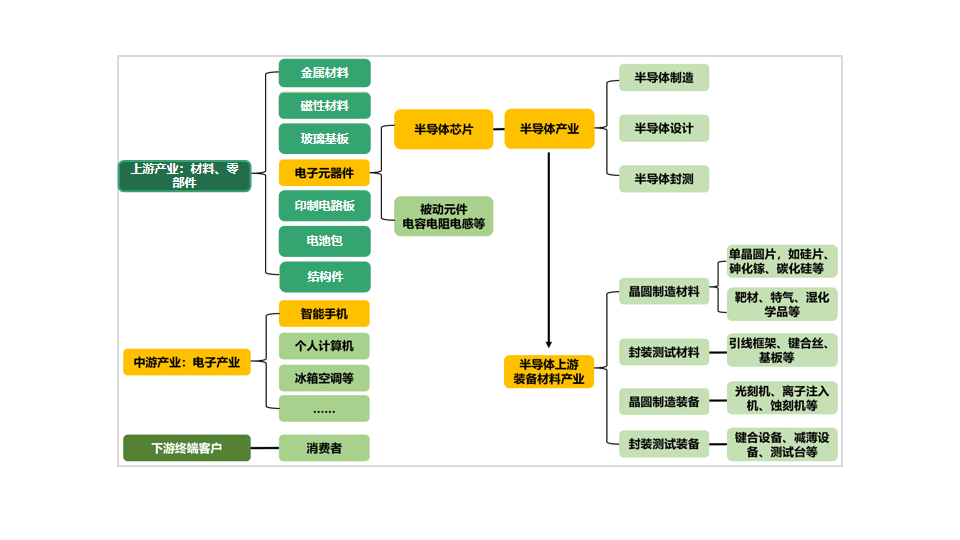 上游产业：材料、零
部件
金属材料
磁性材料
玻璃基板
电子元器件
印制电路板
电池包
结构件
半导体芯片
被动元件
电容电阻电感等
半导体产业
半导体制造
半导体设计
半导体封测
中游产业：电子产业
智能手机
个人计算机
冰箱空调等
......
下游终端客户
消费者
半导体上游
装备材料产业
晶圆制造材料
单晶圆片，如硅片、
砷化镓、碳化硅等
靶材、特气、湿化
学品等
封装测试材料
引线框架、键合丝、
基板等
晶圆制造装备
光刻机、离子注入
机、蚀刻机等
封装测试装备
键合设备、减薄设
备、测试台等